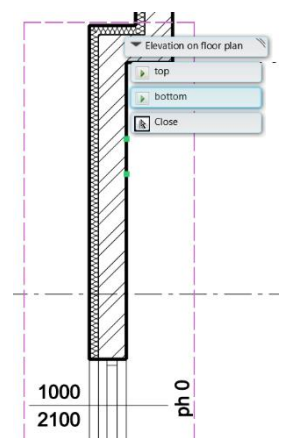 Elevation on floor plan
top
bottom
Close
1000
2100
ph 0